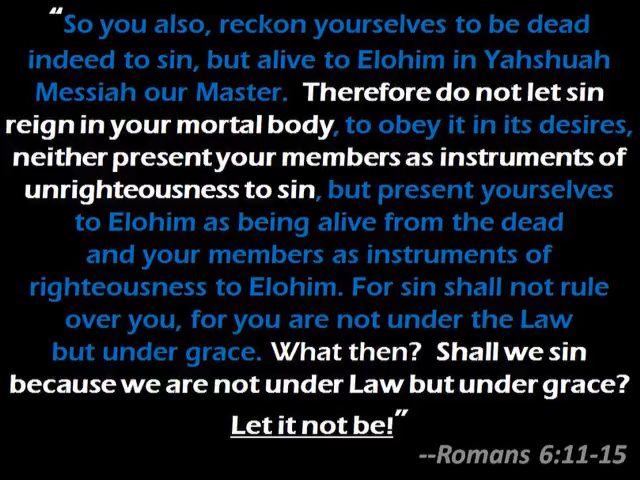 “So you also, reckon yourselves to be dead
indeed to sin, but alive to Elohim in Yahshuah
Messiah our Master.  Therefore do not let sin
reign in your mortal body, to obey it in its desires,
neither present your members as instruments of
unrighteousness to sin, but present yourselves
to Elohim as being alive from the dead
and your members as instruments of
righteousness to Elohim. For sin shall not rule
over you, for you are not under the Law
but under grace. What then?  Shall we sin
because we are not under Law but under grace?
Let it not be!”
--Romans 6:11-15